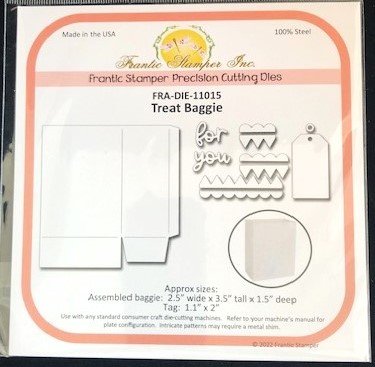 Made in the USA
100% Steel
Frantic Stamper Inc.
Frantic Stamper Precision Cutting Dies
FRA-DIE-11015
Treat Baggie
for
you
Approx sizes:
Assembled baggie: 2.5" wide x 3.5" tall x 1.5" deep
Tag: 1.1" x 2"
Use with any standard consumer craft die-cutting machines. Refer to your machine's manual for
plate configuration. Intricate patterns may require a metal shim.
© 2022 Frantic Stamper